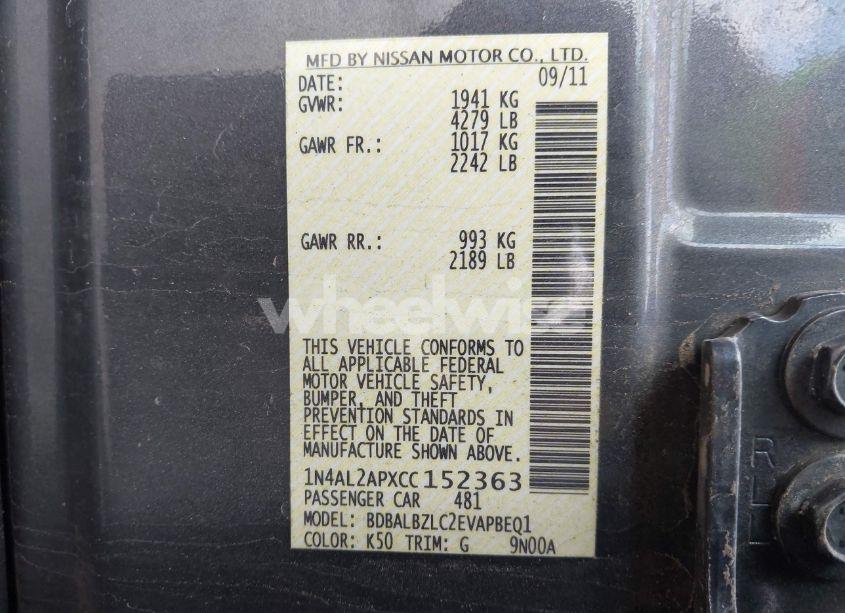 MFD BY NISSAN MOTOR CO., LTD.
DATE: 09/11
GVWR: 1941 KG
4279 LB
GAWR FR.: 1017 KG
2242 LB
GAWR RR.: 993 KG
2189 LB
wheelwizz
THIS VEHICLE CONFORMS TO
ALL APPLICABLE FEDERAL
MOTOR VEHICLE SAFETY,
BUMPER, AND THEFT
PREVENTION STANDARDS IN
EFFECT ON THE DATE OF
MANUFACTURE SHOWN ABOVE.
1N4AL2APXCC152363
PASSENGER CAR 481
MODEL: BDBALBZLC2EVAPBEQ1
COLOR: K50 TRIM: G 9N00A
R
L
L